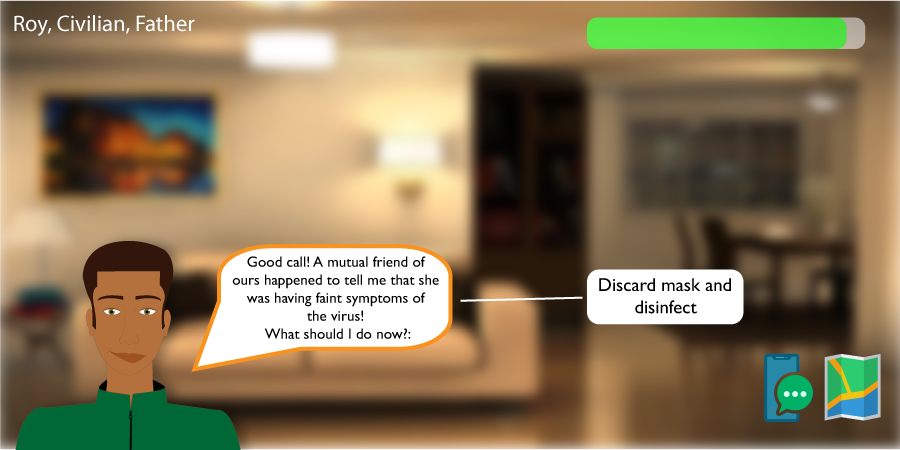 Roy, Civilian, Father
Good call! A mutual friend of
ours happened to tell me that she
was having faint symptoms of
the virus!
What should I do now?:
Discard mask and
disinfect